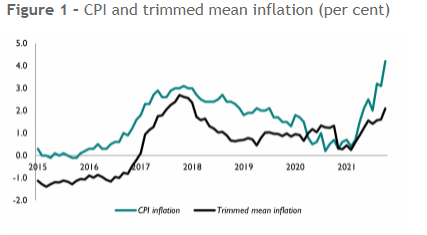 Figure 1 - CPI and trimmed mean inflation (per cent)
5.0
4.0
3.0
2.0
1.0
0.0
2015 2016 2017 2018 2019 2020 2021
-1.0
-2.0
CPI inflation Trimmed mean inflation